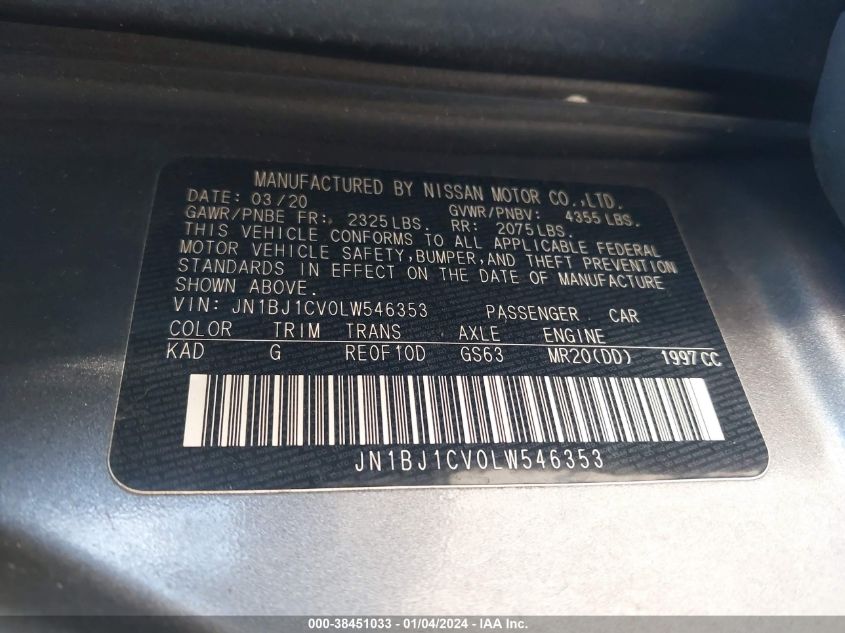 MANUFACTURED BY NISSAN MOTOR CO.,LTD.
DATE: 03/20
GAWR/PNBE FR: 2325LBS. GVWR/PNBV: 4355LBS.
RR: 2075LBS.
THIS VEHICLE CONFORMS TO ALL APPLICABLE FEDERAL
MOTOR VEHICLE SAFETY,BUMPER,AND THEFT PREVENTION
STANDARDS IN EFFECT ON THE DATE OF MANUFACTURE
SHOWN ABOVE.
VIN: JN1BJ1CV0LW546353 PASSENGER CAR
COLOR TRIM TRANS AXLE ENGINE
KAD G RE0F10D GS63 MR20(DD) 1997CC
JN1BJ1CV0LW546353
000-38451033 - 01/04/2024 - IAA Inc.